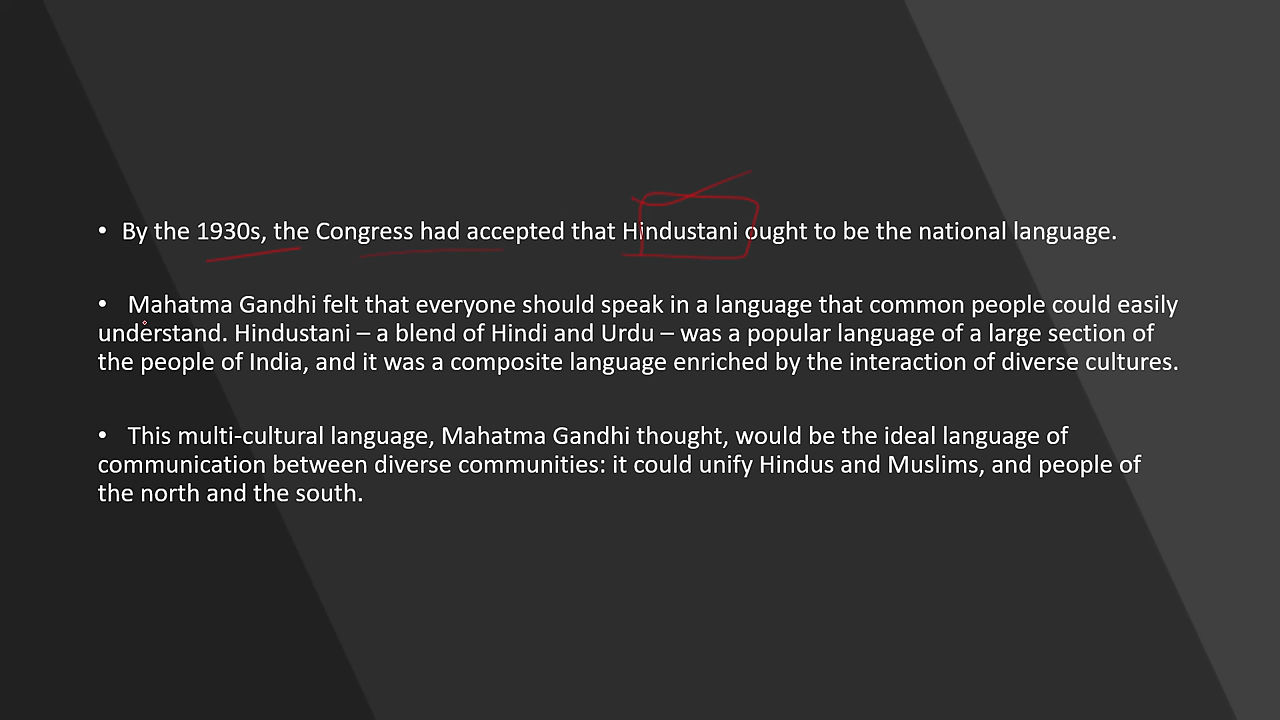 • By the 1930s, the Congress had accepted that Hindustani ought to be the national language.
• Mahatma Gandhi felt that everyone should speak in a language that common people could easily
understand. Hindustani – a blend of Hindi and Urdu – was a popular language of a large section of
the people of India, and it was a composite language enriched by the interaction of diverse cultures.
• This multi-cultural language, Mahatma Gandhi thought, would be the ideal language of
communication between diverse communities: it could unify Hindus and Muslims, and people of
the north and the south.